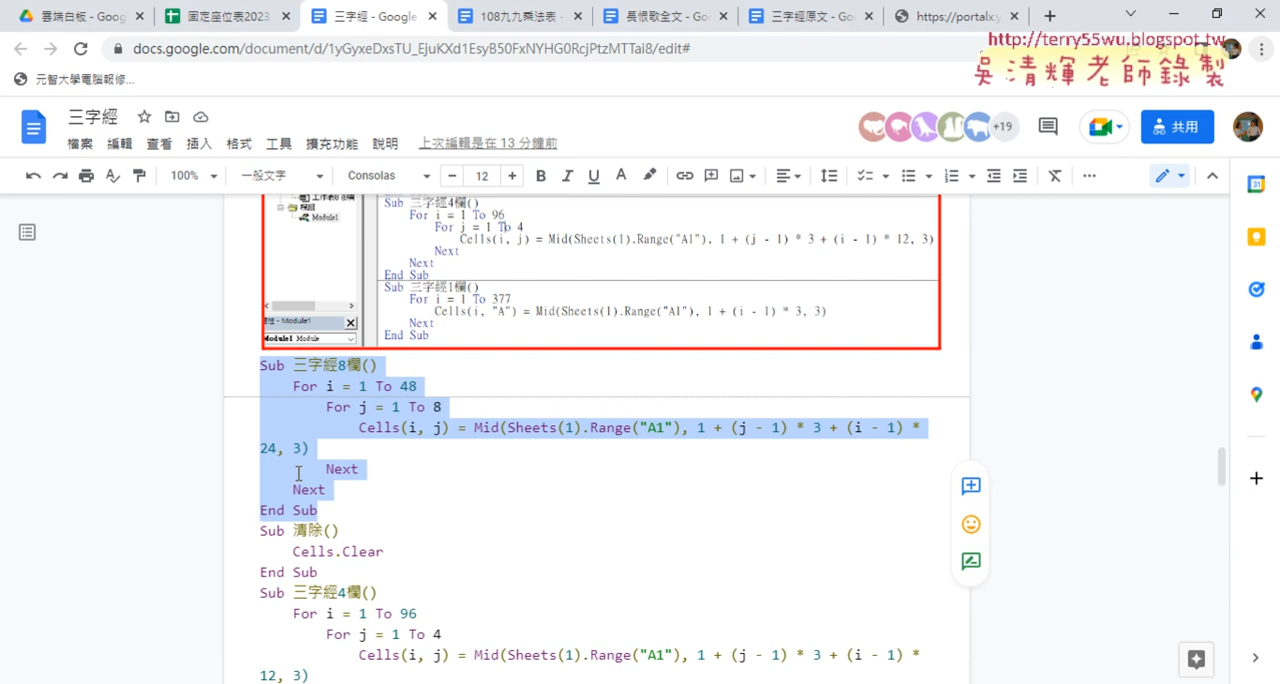 雲端白板 - Goog
固定座位表2023
三字經 - Google
108九九乘法表 -
長恨歌全文 - Go
三字經原文 - Go
https://portalx.y
docs.google.com/document/d/1yGyxeDxsTU_EjuKXd1EsyB50FxNYHG0RcjPtzMTTai8/edit#
http://terry55wu.blogspot.tw
吳清輝老師錄製
元智大學電腦報修...
三字經
檔案 編輯 查看 插入 格式 工具 擴充功能 說明 上次編輯是在 13 分鐘前
+19
共用
100% 一般文字 Consolas 12
Module1
Sub 三字經4欄()
For i = 1 To 96
For j = 1 To 4
Cells(i, j) = Mid(Sheets(1).Range("A1"), 1 + (j - 1) * 3 + (i - 1) * 12, 3)
Next
Next
End Sub
Sub 三字經1欄()
For i = 1 To 377
Cells(i, "A") = Mid(Sheets(1).Range("A1"), 1 + (i - 1) * 3, 3)
Next
End Sub
- Module1
Module1 Module
Sub 三字經8欄()
For i = 1 To 48
For j = 1 To 8
Cells(i, j) = Mid(Sheets(1).Range("A1"), 1 + (j - 1) * 3 + (i - 1) *
24, 3)
Next
Next
End Sub
Sub 清除()
Cells.Clear
End Sub
Sub 三字經4欄()
For i = 1 To 96
For j = 1 To 4
Cells(i, j) = Mid(Sheets(1).Range("A1"), 1 + (j - 1) * 3 + (i - 1) *
12, 3)